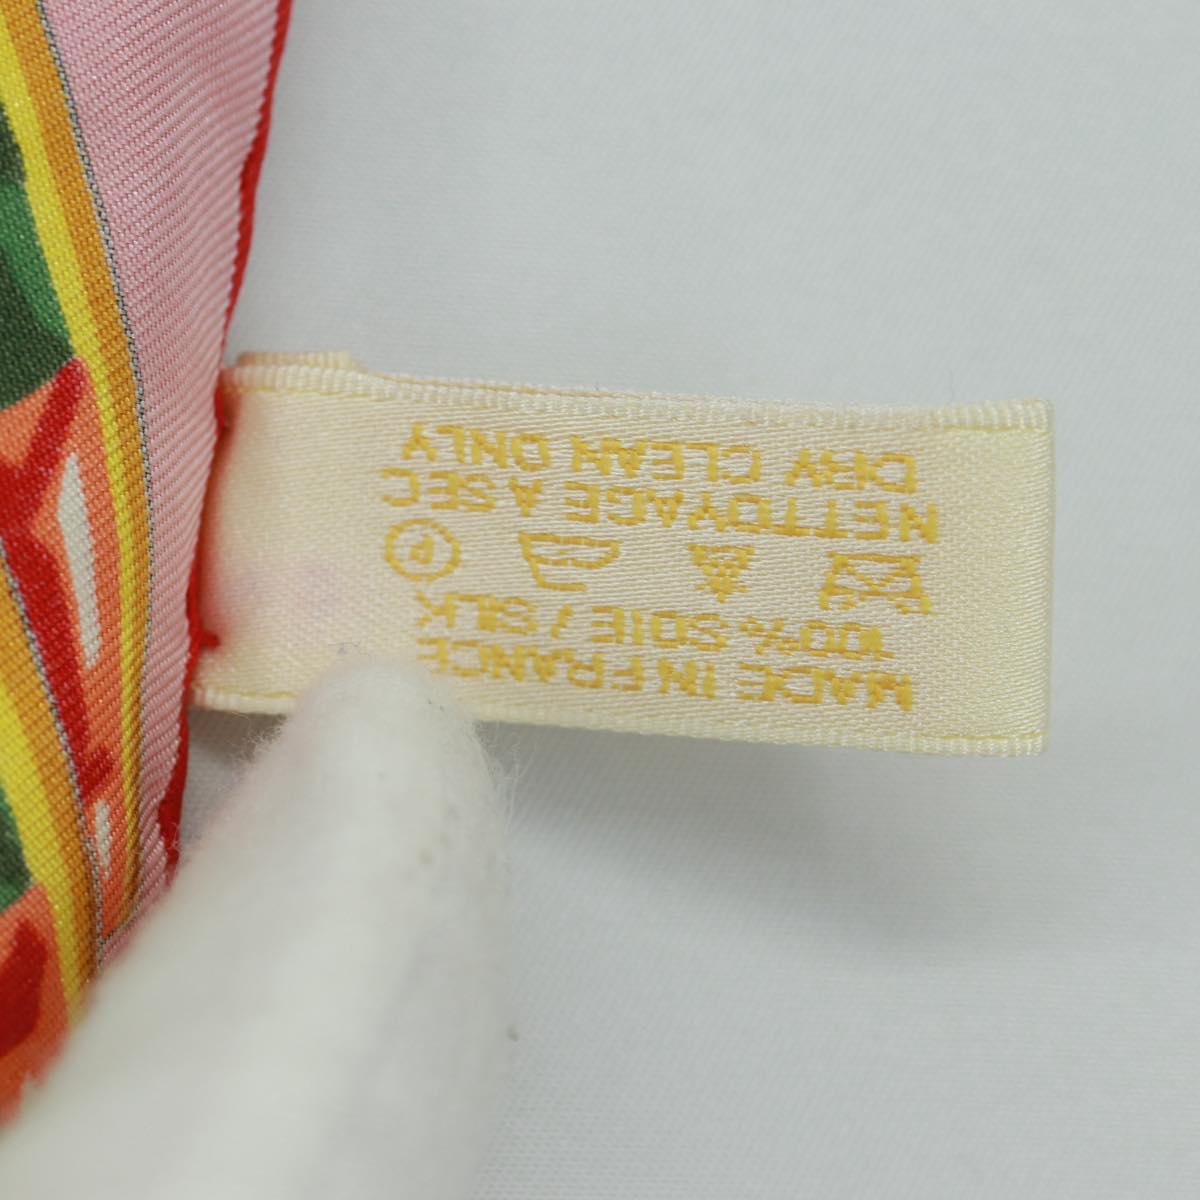 MADE IN FRANCE
100% SOIE / SILK
P
NETTOYAGE A SEC
DRY CLEAN ONLY